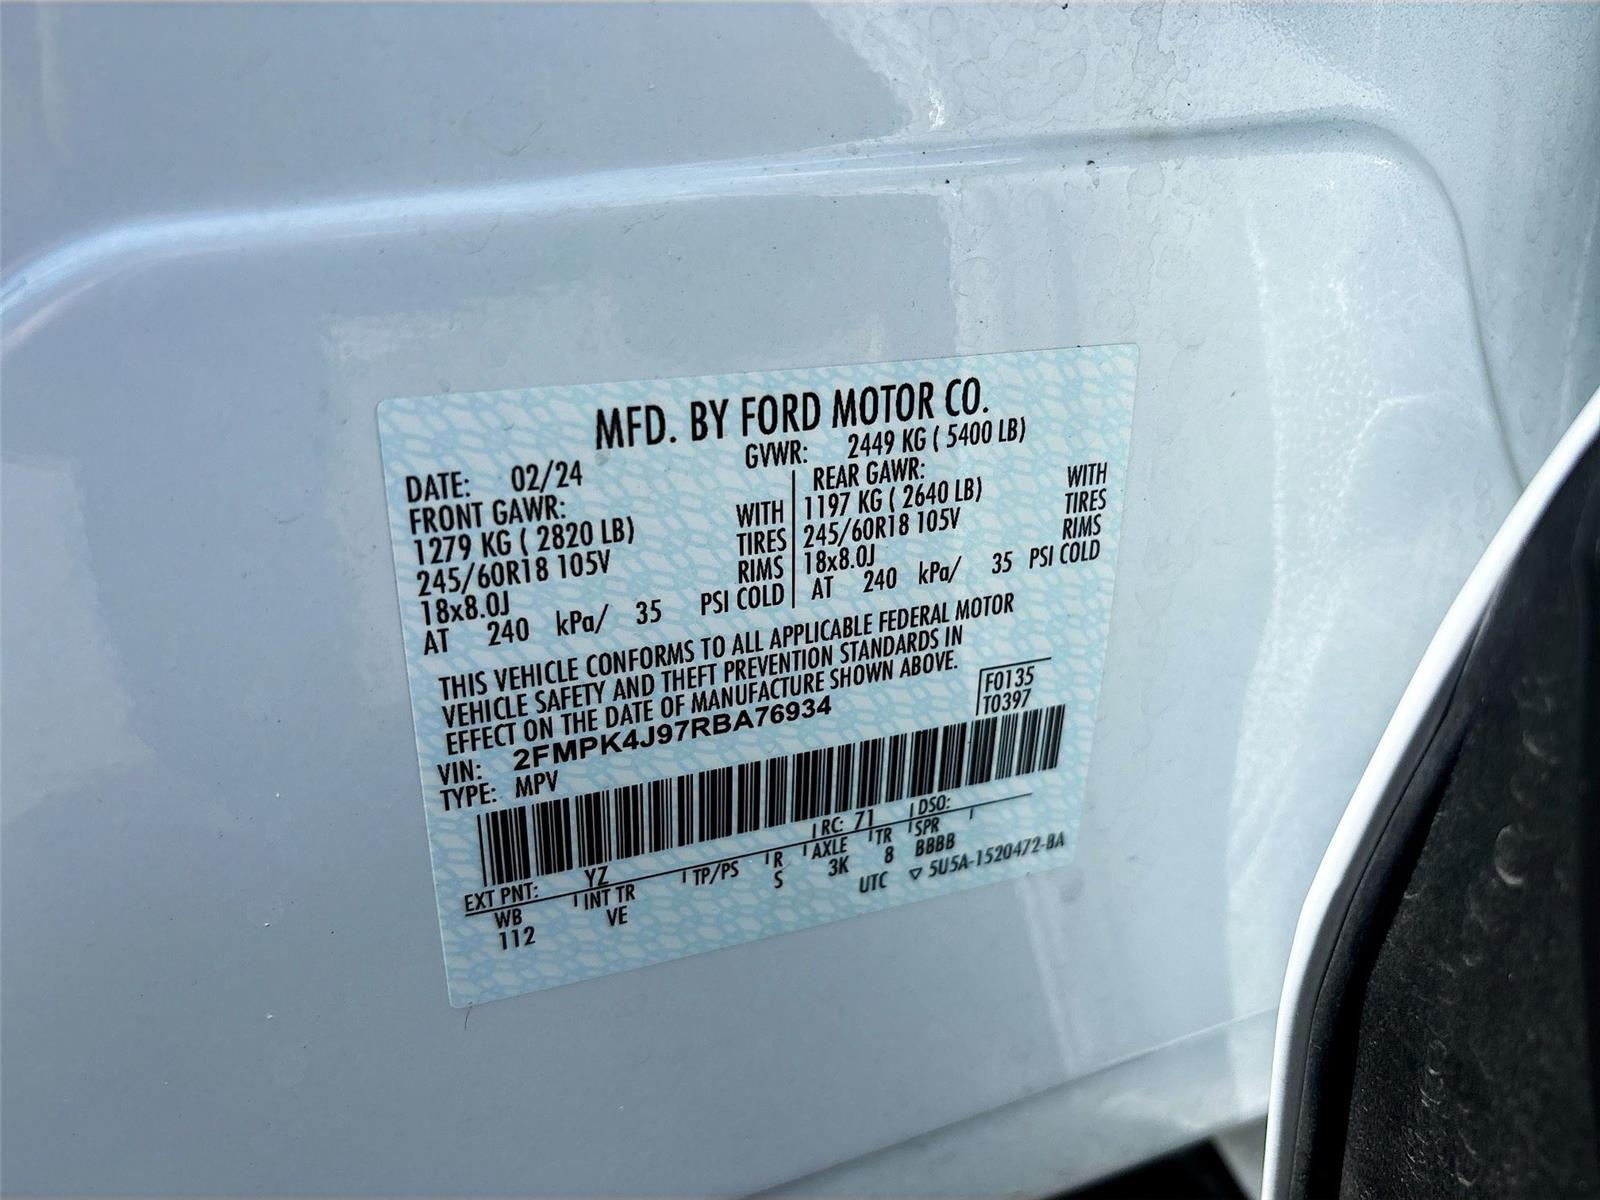 MFD. BY FORD MOTOR CO.
DATE: 02/24 GVWR: 2449 KG ( 5400 LB)
FRONT GAWR: REAR GAWR:
1279 KG ( 2820 LB) WITH 1197 KG ( 2640 LB) WITH
245/60R18 105V TIRES 245/60R18 105V TIRES
18x8.0J RIMS 18x8.0J RIMS
AT 240 kPa/ 35 PSI COLD AT 240 kPa/ 35 PSI COLD
THIS VEHICLE CONFORMS TO ALL APPLICABLE FEDERAL MOTOR
VEHICLE SAFETY AND THEFT PREVENTION STANDARDS IN
EFFECT ON THE DATE OF MANUFACTURE SHOWN ABOVE.
F0135
VIN: 2FMPK4J97RBA76934 T0397
TYPE: MPV
EXT PNT: YZ RC: 71 DSO:
WB INT TR TP/PS R AXLE TR SPR
112 VE S 3K 8 BBBB
UTC ▽ 5U5A-1520472-BA